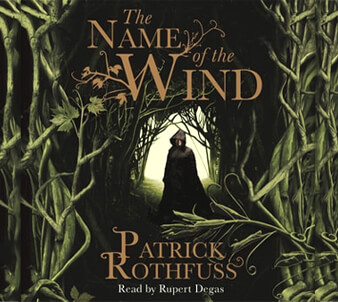 The
NAME of the
WIND
PATRICK
ROTHFUSS
Read by Rupert Degas